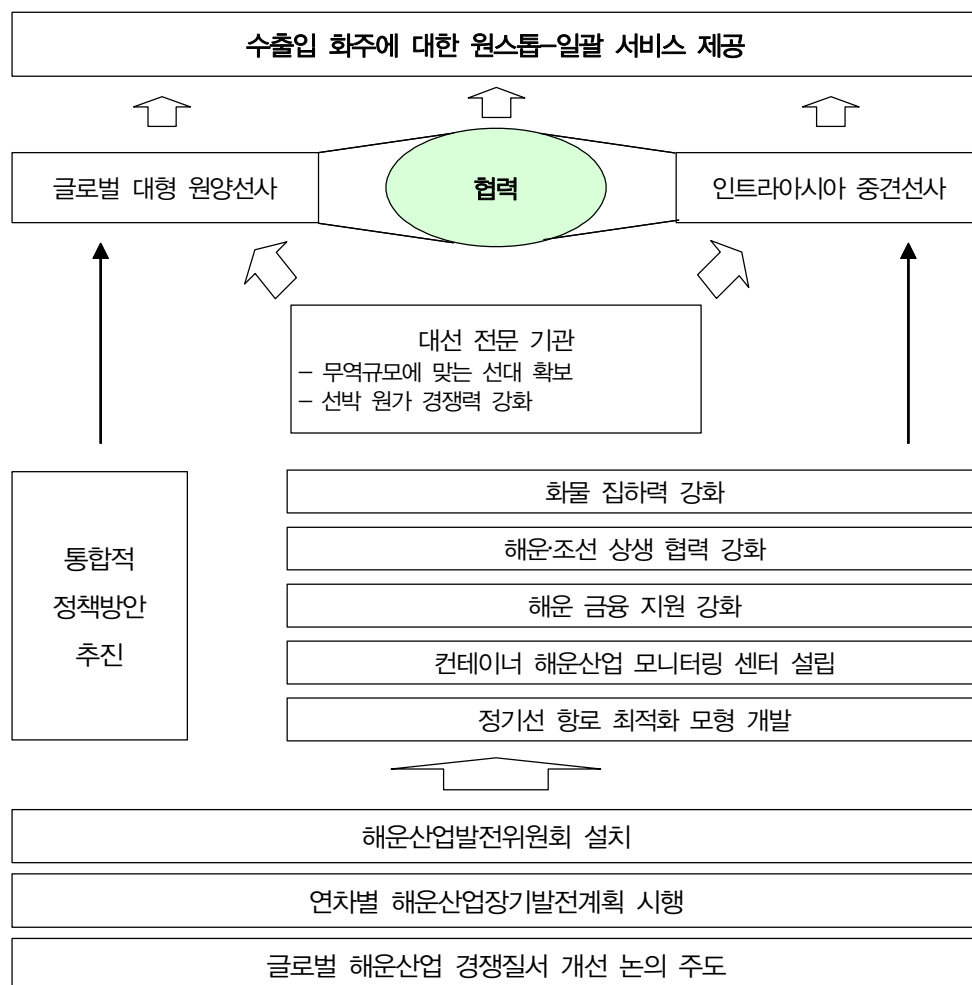 수출입 화주에 대한 원스톱-일괄 서비스 제공
글로벌 대형 원양선사
협력
인트라아시아 중견선사
대선 전문 기관
- 무역규모에 맞는 선대 확보
- 선박 원가 경쟁력 강화
통합적
정책방안
추진
화물 집하력 강화
해운·조선 상생 협력 강화
해운 금융 지원 강화
컨테이너 해운산업 모니터링 센터 설립
정기선 항로 최적화 모형 개발
해운산업발전위원회 설치
연차별 해운산업장기발전계획 시행
글로벌 해운산업 경쟁질서 개선 논의 주도